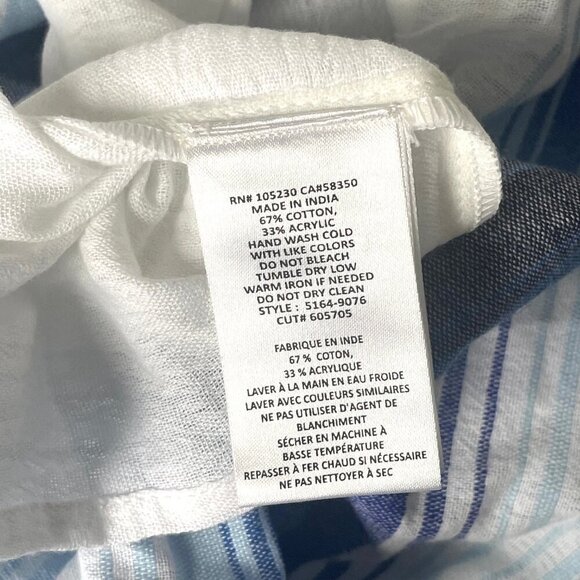 RN# 105230 CA#58350
MADE IN INDIA
67% COTTON,
33% ACRYLIC
HAND WASH COLD
WITH LIKE COLORS
DO NOT BLEACH
TUMBLE DRY LOW
WARM IRON IF NEEDED
DO NOT DRY CLEAN
STYLE : 5164-9076
CUT# 605705
FABRIQUE EN INDE
67 % COTON,
33 % ACRYLIQUE
LAVER À LA MAIN EN EAU FROIDE
LAVER AVEC COULEURS SIMILAIRES
NE PAS UTILISER D'AGENT DE
BLANCHIMENT
SÉCHER EN MACHINE À
BASSE TEMPÉRATURE
REPASSER À FER CHAUD SI NÉCESSAIRE
NE PAS NETTOYER À SEC